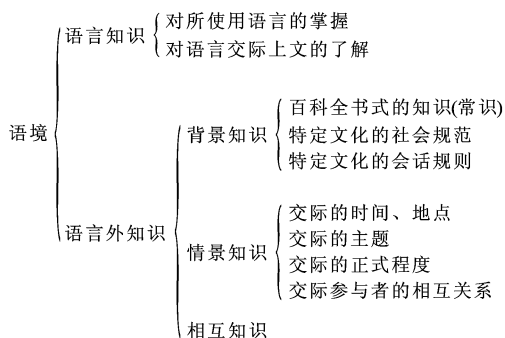 语境
语言知识
对所使用语言的掌握
对语言交际上文的了解
语言外知识
背景知识
百科全书式的知识(常识)
特定文化的社会规范
特定文化的会话规则
情景知识
交际的时间、地点
交际的主题
交际的正式程度
交际参与者的相互关系
相互知识